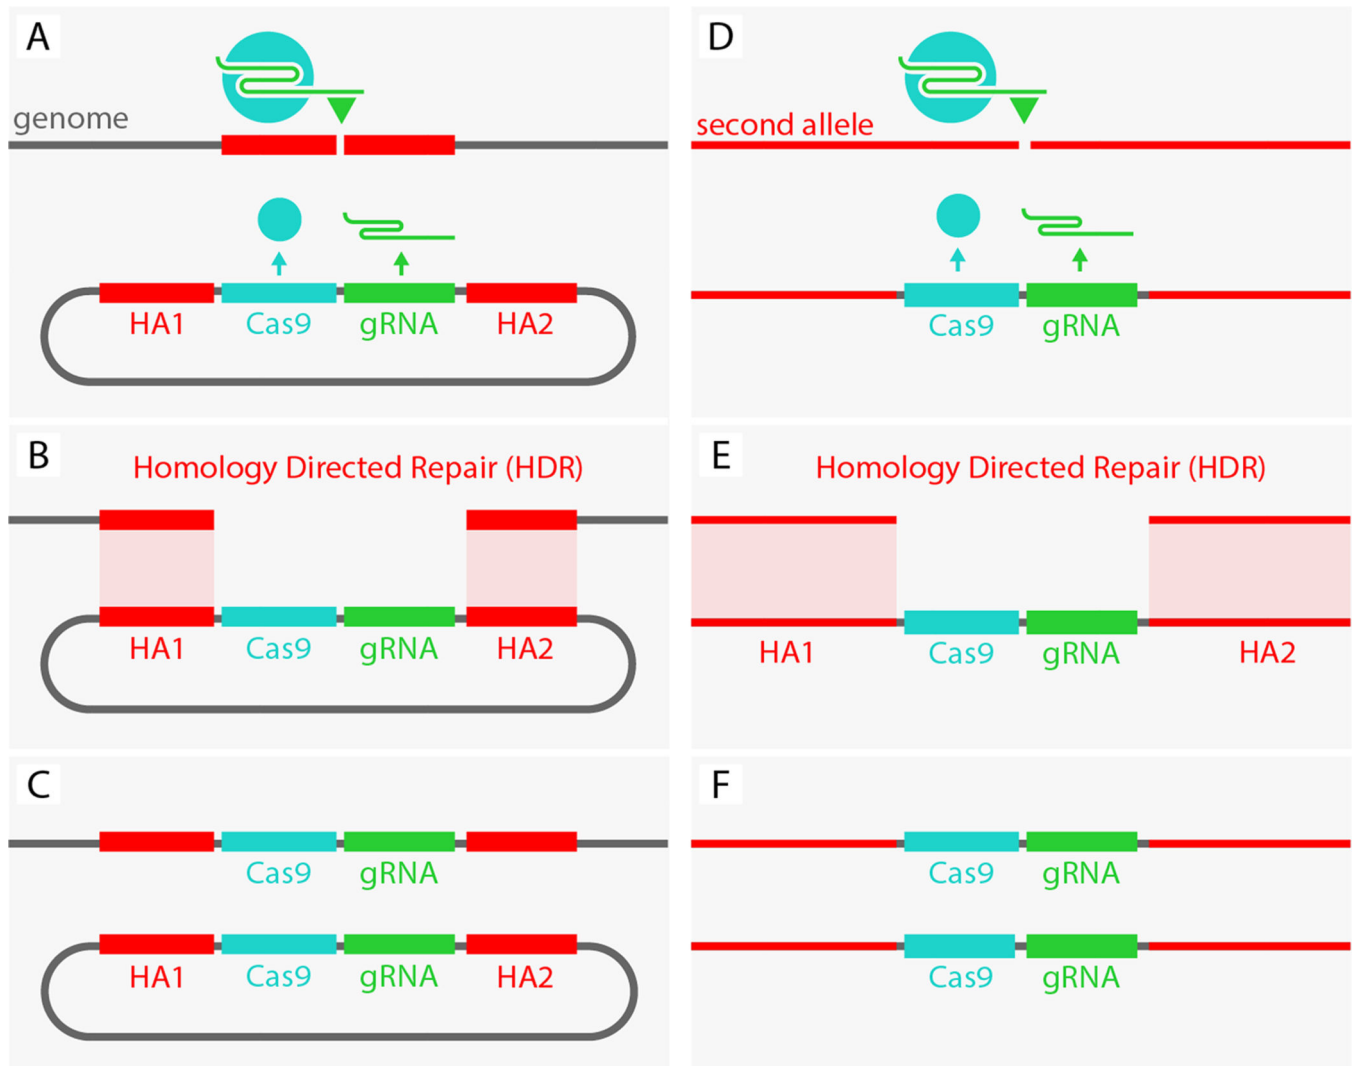 A
genome
HA1 Cas9 gRNA HA2
B
Homology Directed Repair (HDR)
HA1 Cas9 gRNA HA2
C
Cas9 gRNA
HA1 Cas9 gRNA HA2
D
second allele
Cas9 gRNA
E
Homology Directed Repair (HDR)
HA1 Cas9 gRNA HA2
F
Cas9 gRNA
Cas9 gRNA